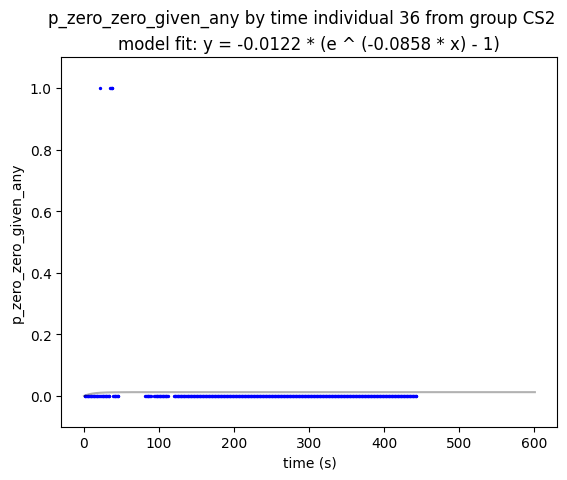 p_zero_zero_given_any by time individual 36 from group CS2
model fit: y = -0.0122 * (e ^ (-0.0858 * x) - 1)
p_zero_zero_given_any
1.0
0.8
0.6
0.4
0.2
0.0
0 100 200 300 400 500 600
time (s)